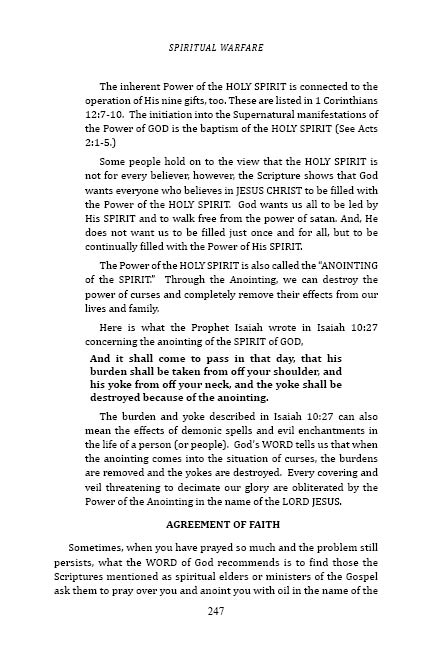 SPIRITUAL WARFARE
The inherent Power of the HOLY SPIRIT is connected to the
operation of His nine gifts, too. These are listed in 1 Corinthians
12:7-10. The initiation into the Supernatural manifestations of
the Power of GOD is the baptism of the HOLY SPIRIT (See Acts
2:1-5.)
Some people hold on to the view that the HOLY SPIRIT is
not for every believer, however, the Scripture shows that God
wants everyone who believes in JESUS CHRIST to be filled with
the Power of the HOLY SPIRIT. God wants us all to be led by
His SPIRIT and to walk free from the power of satan. And, He
does not want us to be filled just once and for all, but to be
continually filled with the Power of His SPIRIT.
The Power of the HOLY SPIRIT is also called the “ANOINTING
of the SPIRIT.” Through the Anointing, we can destroy the
power of curses and completely remove their effects from our
lives and family.
Here is what the Prophet Isaiah wrote in Isaiah 10:27
concerning the anointing of the SPIRIT of GOD,
And it shall come to pass in that day, that his
burden shall be taken from off your shoulder, and
his yoke from off your neck, and the yoke shall be
destroyed because of the anointing.
The burden and yoke described in Isaiah 10:27 can also
mean the effects of demonic spells and evil enchantments in
the life of a person (or people). God’s WORD tells us that when
the anointing comes into the situation of curses, the burdens
are removed and the yokes are destroyed. Every covering and
veil threatening to decimate our glory are obliterated by the
Power of the Anointing in the name of the LORD JESUS.
AGREEMENT OF FAITH
Sometimes, when you have prayed so much and the problem still
persists, what the WORD of God recommends is to find those the
Scriptures mentioned as spiritual elders or ministers of the Gospel
ask them to pray over you and anoint you with oil in the name of the
247